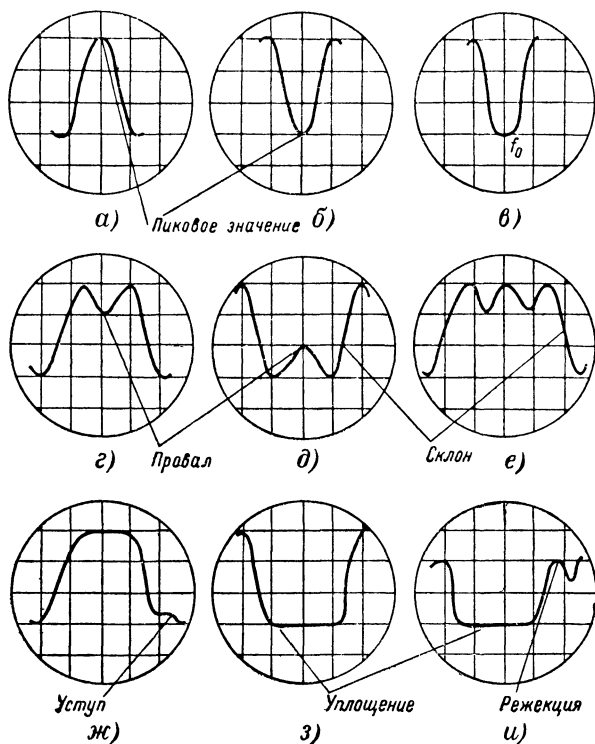 f₀
а) Пиковое значение б) в)
г) Провал д) Склон е)
Уступ Уплощение Режекция
ж) з) и)